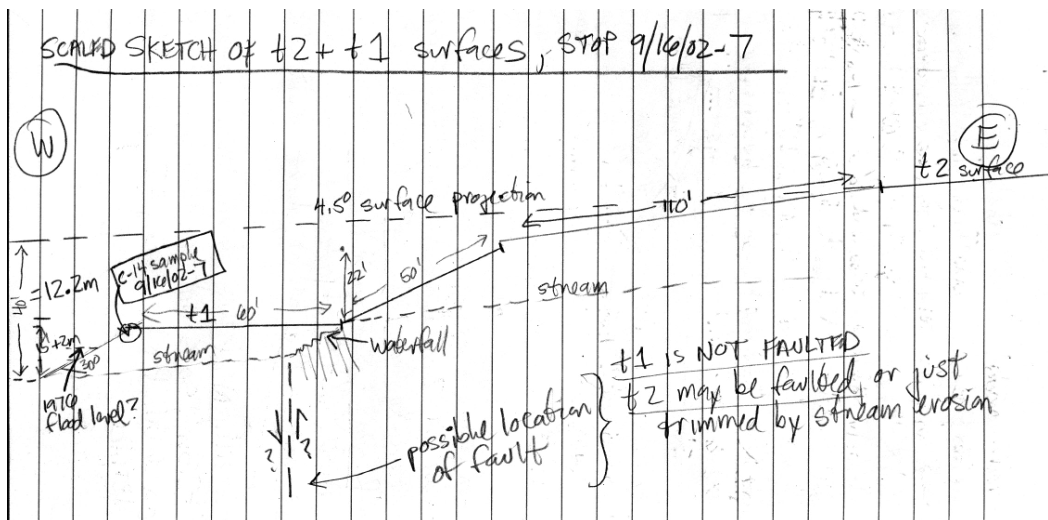 SCALED SKETCH OF t2 + t1 surfaces, STOP 9/16/02-7
W
E
t2 surface
4.5° surface projection
110'
C-14 sample
9/16/02-7
= 12.2m
40'
22'
50'
t1 60'
stream
stream
30°
waterfall
1976
flood level?
? ?
possible location
of fault
t1 IS NOT FAULTED
t2 may be faulted, or just
trimmed by stream erosion